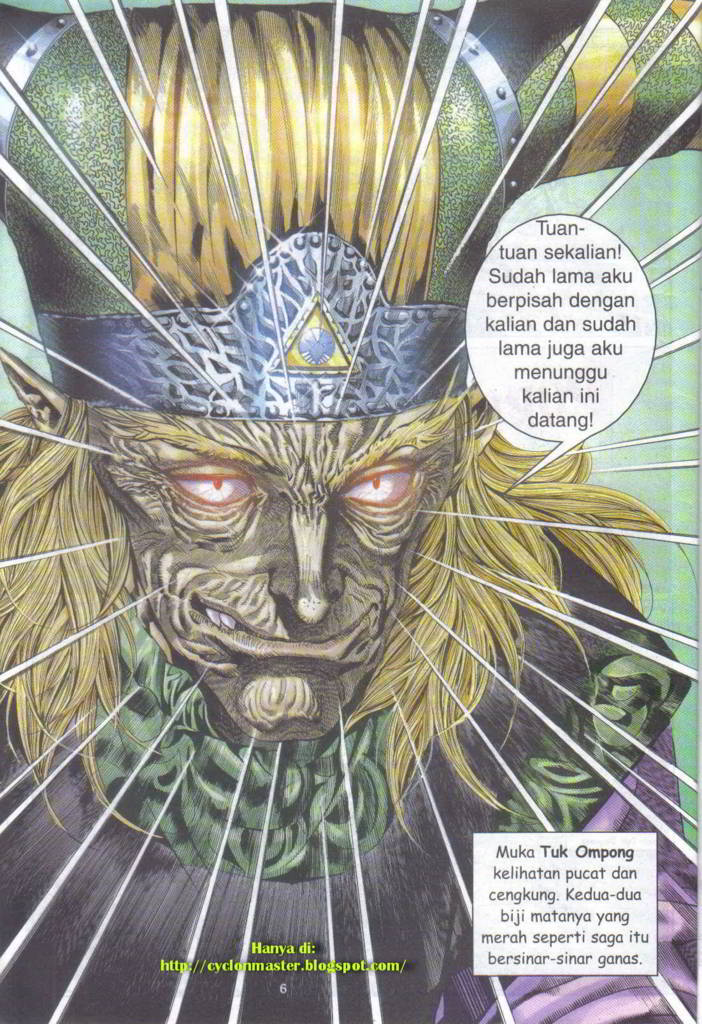 Tuan-
tuan sekalian!
Sudah lama aku
berpisah dengan
kalian dan sudah
lama juga aku
menunggu
kalian ini
datang!
Muka Tuk Ompong
kelihatan pucat dan
cengkung. Kedua-dua
biji matanya yang
merah seperti saga itu
bersinar-sinar ganas.
Hanya di:
http://cyclonmaster.blogspot.com/
6